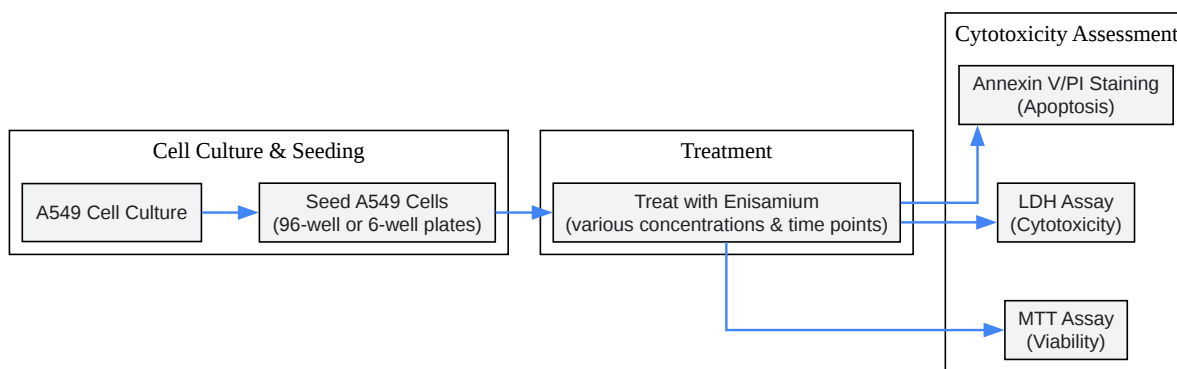 Cell Culture & Seeding
A549 Cell Culture
Seed A549 Cells
(96-well or 6-well plates)
Treatment
Treat with Enisamium
(various concentrations & time points)
Cytotoxicity Assessment
Annexin V/PI Staining
(Apoptosis)
LDH Assay
(Cytotoxicity)
MTT Assay
(Viability)